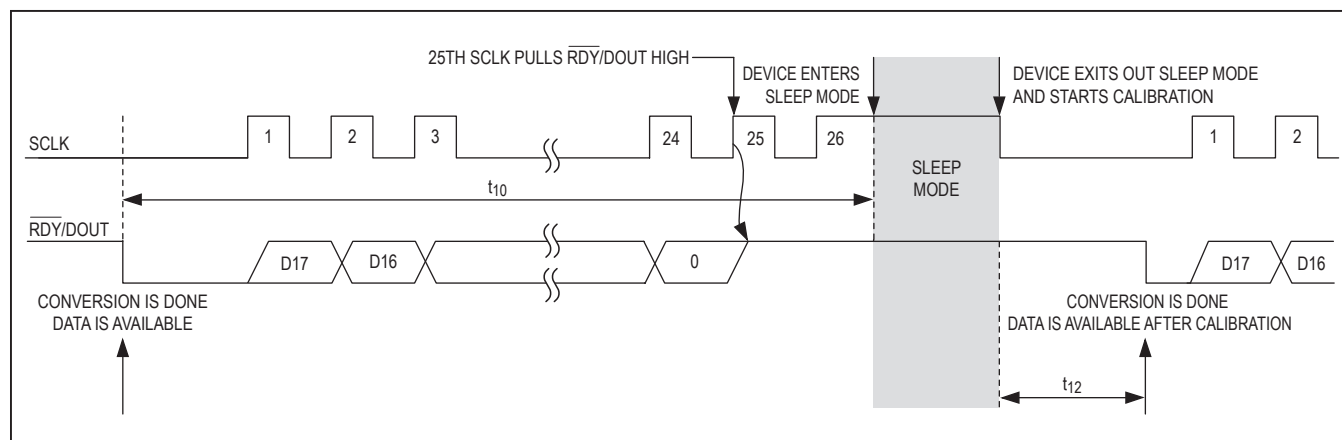 25TH SCLK PULLS R̅D̅Y̅/DOUT HIGH
DEVICE ENTERS
SLEEP MODE
DEVICE EXITS OUT SLEEP MODE
AND STARTS CALIBRATION
SCLK
1
2
3
24
25
26
1
2
SLEEP
MODE
t10
R̅D̅Y̅/DOUT
D17
D16
0
D17
D16
CONVERSION IS DONE
DATA IS AVAILABLE
CONVERSION IS DONE
DATA IS AVAILABLE AFTER CALIBRATION
t12